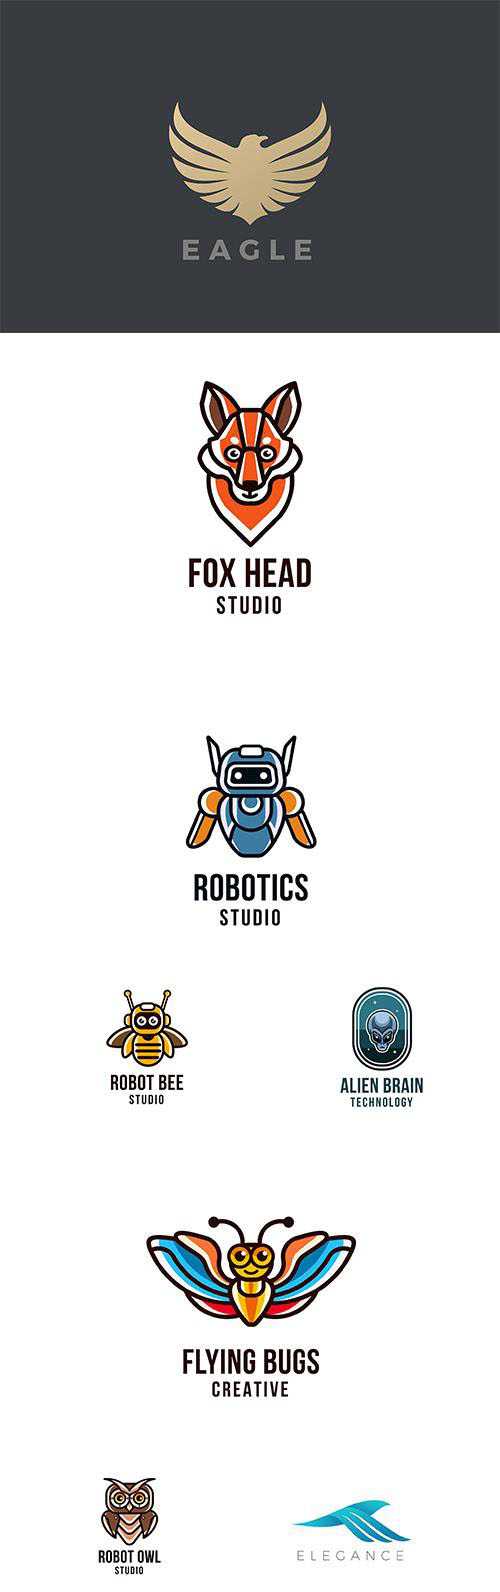 EAGLE
FOX HEAD
STUDIO
ROBOTICS
STUDIO
ROBOT BEE
STUDIO
ALIEN BRAIN
TECHNOLOGY
FLYING BUGS
CREATIVE
ROBOT OWL
STUDIO
ELEGANCE